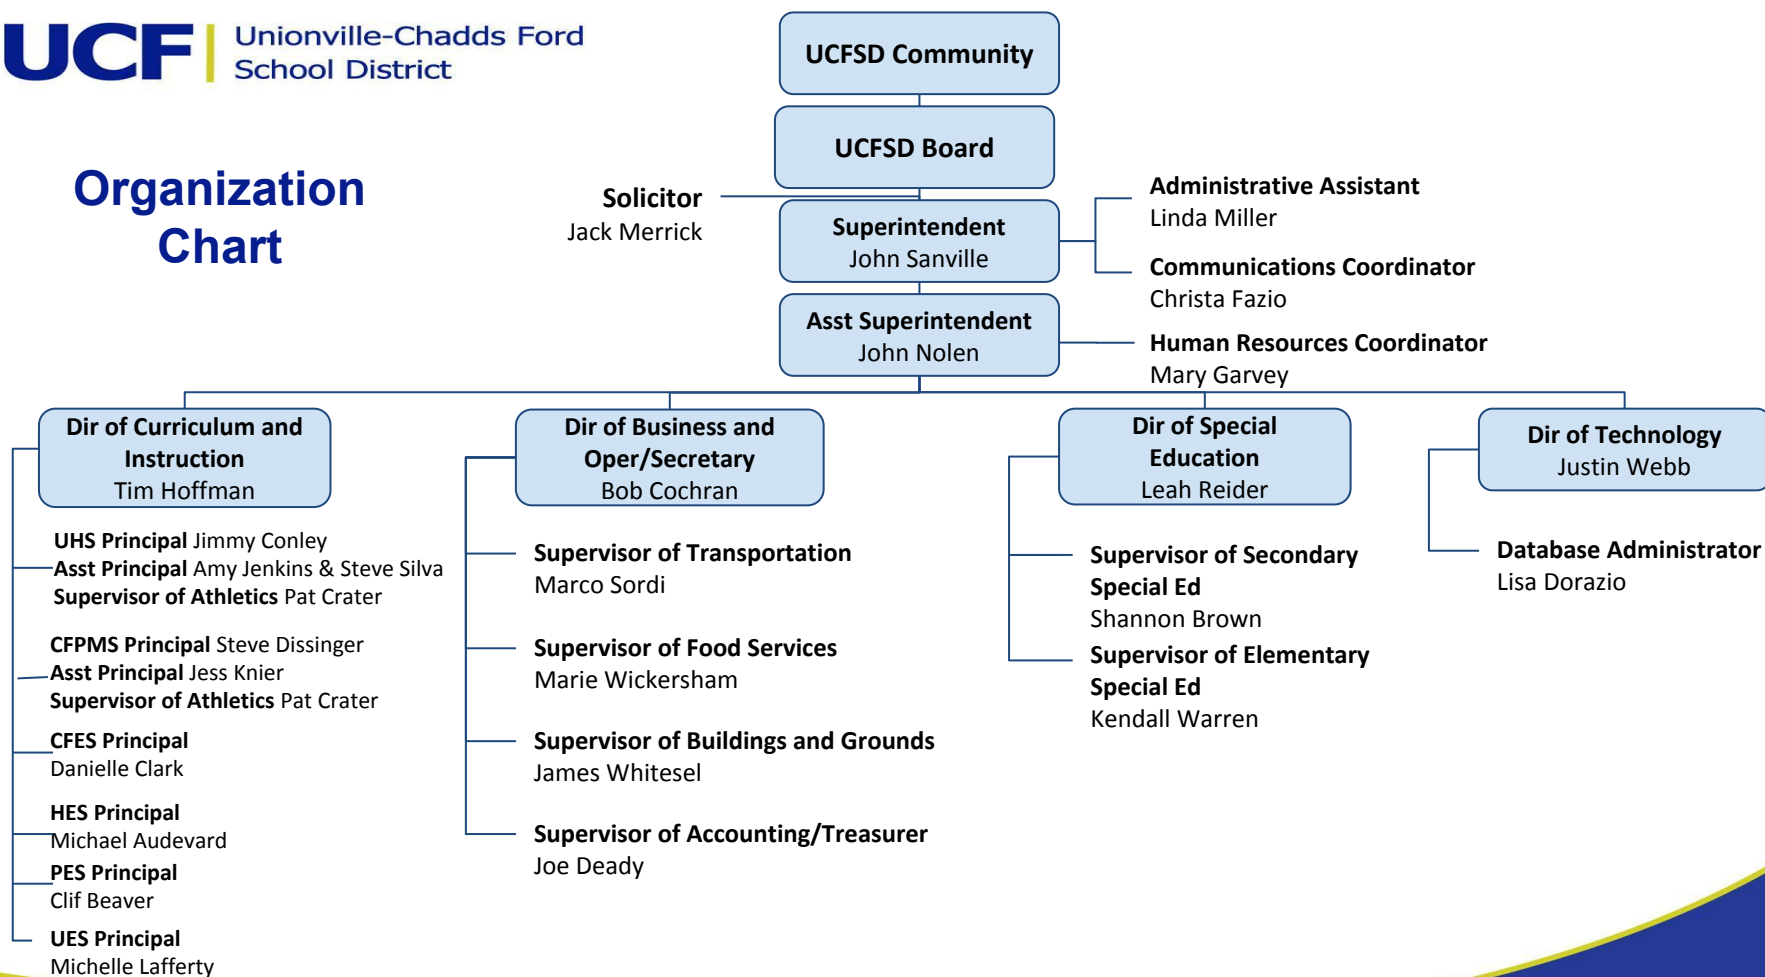 UCF
Unionville-Chadds Ford
School District
Organization
Chart
UCFSD Community
UCFSD Board
Solicitor
Jack Merrick
Superintendent
John Sanville
Administrative Assistant
Linda Miller
Communications Coordinator
Christa Fazio
Asst Superintendent
John Nolen
Human Resources Coordinator
Mary Garvey
Dir of Curriculum and
Instruction
Tim Hoffman
UHS Principal Jimmy Conley
Asst Principal Amy Jenkins & Steve Silva
Supervisor of Athletics Pat Crater
CFPMS Principal Steve Dissinger
Asst Principal Jess Knier
Supervisor of Athletics Pat Crater
CFES Principal
Danielle Clark
HES Principal
Michael Audevard
PES Principal
Clif Beaver
UES Principal
Michelle Lafferty
Dir of Business and
Oper/Secretary
Bob Cochran
Supervisor of Transportation
Marco Sordi
Supervisor of Food Services
Marie Wickersham
Supervisor of Buildings and Grounds
James Whitesel
Supervisor of Accounting/Treasurer
Joe Deady
Dir of Special
Education
Leah Reider
Supervisor of Secondary
Special Ed
Shannon Brown
Supervisor of Elementary
Special Ed
Kendall Warren
Dir of Technology
Justin Webb
Database Administrator
Lisa Dorazio